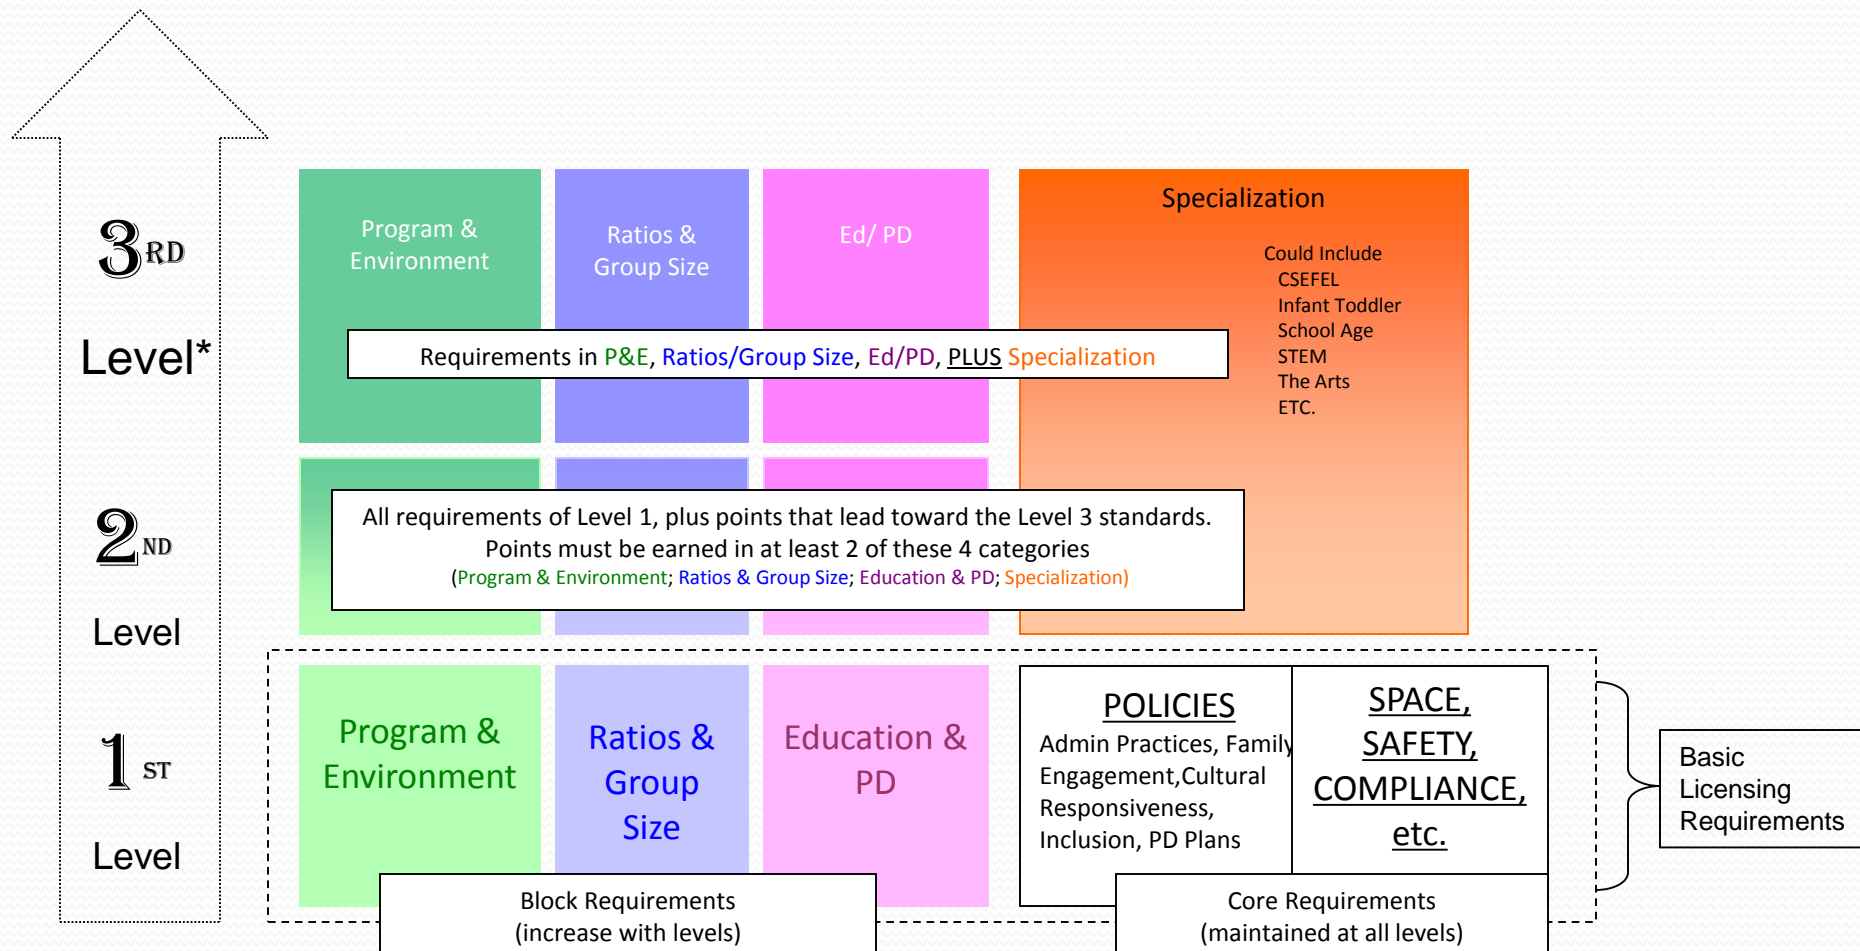 3RD
Level*
Program &
Environment
Ratios &
Group Size
Ed/ PD
Specialization
Could Include
CSEFEL
Infant Toddler
School Age
STEM
The Arts
ETC.
Requirements in P&E, Ratios/Group Size, Ed/PD, PLUS Specialization
2ND
Level
All requirements of Level 1, plus points that lead toward the Level 3 standards.
Points must be earned in at least 2 of these 4 categories
(Program & Environment; Ratios & Group Size; Education & PD; Specialization)
1ST
Level
Program &
Environment
Ratios &
Group
Size
Education &
PD
POLICIES
Admin Practices, Family
Engagement,Cultural
Responsiveness,
Inclusion, PD Plans
SPACE,
SAFETY,
COMPLIANCE,
etc.
Basic
Licensing
Requirements
Block Requirements
(increase with levels)
Core Requirements
(maintained at all levels)